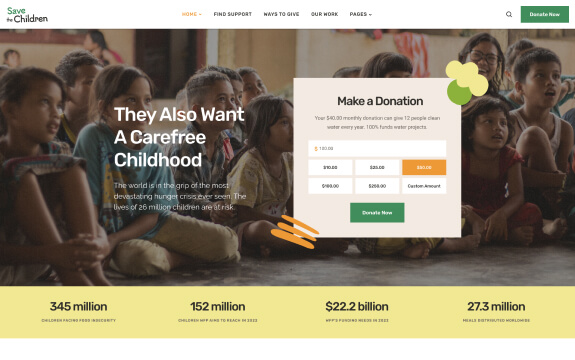 Save
the Children
HOME
FIND SUPPORT
WAYS TO GIVE
OUR WORK
PAGES
Donate Now
They Also Want
A Carefree
Childhood
The world is in the grip of the most
devastating hunger crisis ever seen. The
lives of 26 million children are at risk.
Make a Donation
Your $40.00 monthly donation can give 12 people clean
water every year. 100% funds water projects.
$
$10.00
$25.00
$50.00
$100.00
$250.00
Custom Amount
Donate Now
345 million
152 million
$22.2 billion
27.3 million
CHILDREN FACING FOOD INSECURITY
CHILDREN WFP AIMS TO REACH IN 2022
WFP'S FUNDING NEEDS IN 2022
MEALS DISTRIBUTED WORLDWIDE